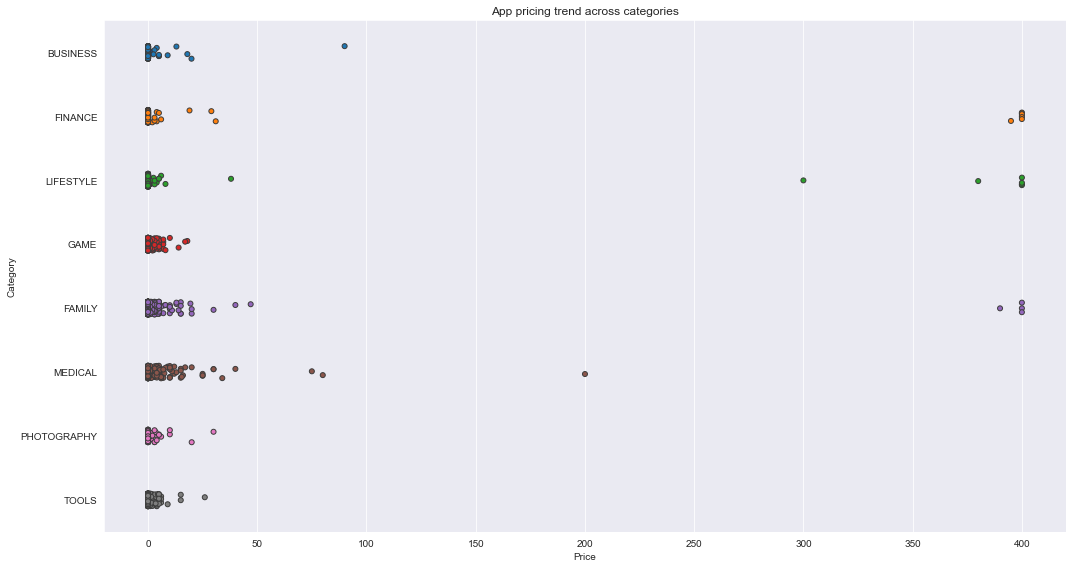 App pricing trend across categories
Category
BUSINESS
FINANCE
LIFESTYLE
GAME
FAMILY
MEDICAL
PHOTOGRAPHY
TOOLS
0 50 100 150 200 250 300 350 400
Price